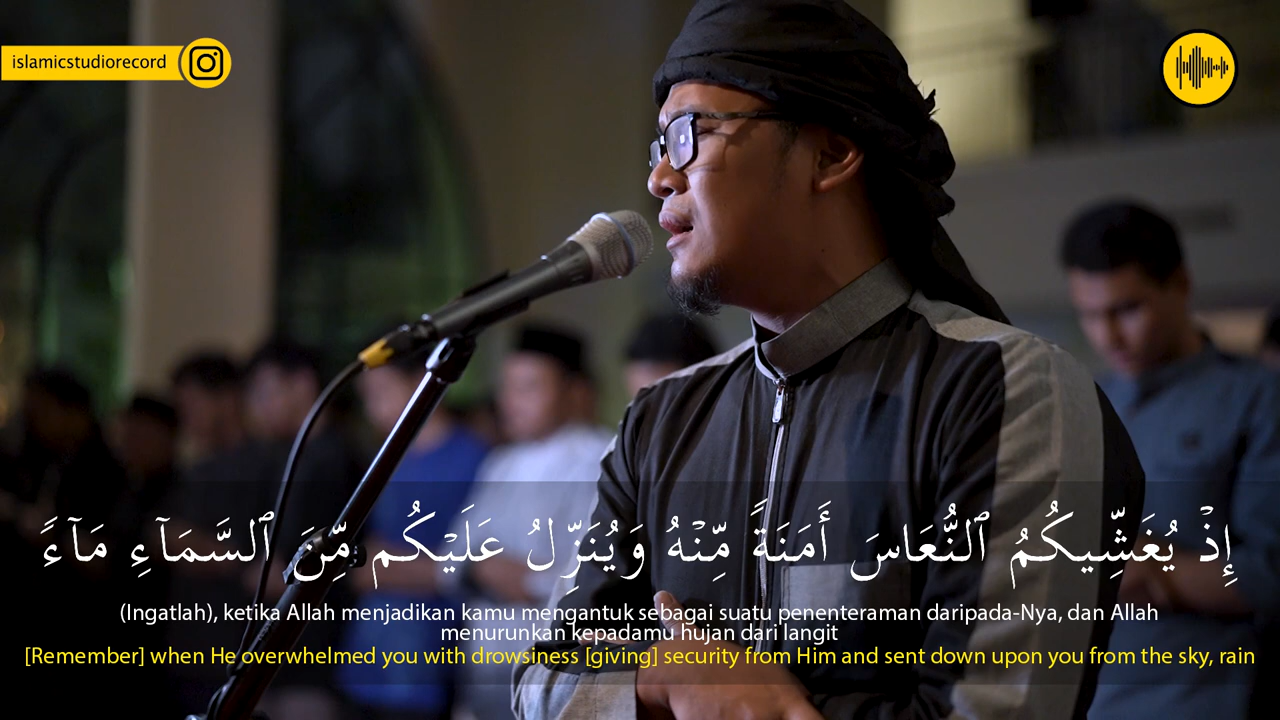 islamicstudiorecord
إِذْ يُغَشِّيكُمُ ٱلنُّعَاسَ أَمَنَةً مِّنْهُ وَيُنَزِّلُ عَلَيْكُم مِّنَ ٱلسَّمَآءِ مَآءً
(Ingatlah), ketika Allah menjadikan kamu mengantuk sebagai suatu penenteraman daripada-Nya, dan Allah
menurunkan kepadamu hujan dari langit
[Remember] when He overwhelmed you with drowsiness [giving] security from Him and sent down upon you from the sky, rain